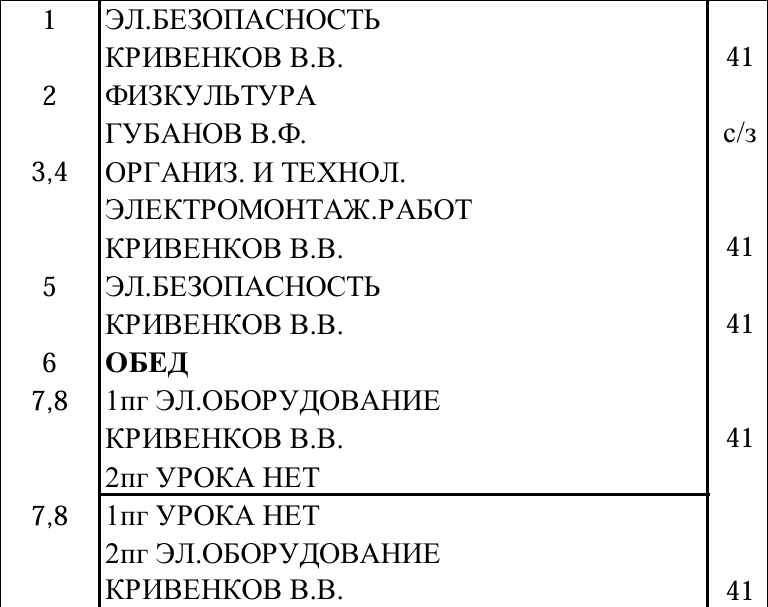 1 ЭЛ.БЕЗОПАСНОСТЬ
КРИВЕНКОВ В.В. 41
2 ФИЗКУЛЬТУРА
ГУБАНОВ В.Ф. с/з
3,4 ОРГАНИЗ. И ТЕХНОЛ.
ЭЛЕКТРОМОНТАЖ.РАБОТ
КРИВЕНКОВ В.В. 41
5 ЭЛ.БЕЗОПАСНОСТЬ
КРИВЕНКОВ В.В. 41
6 ОБЕД
7,8 1пг ЭЛ.ОБОРУДОВАНИЕ
КРИВЕНКОВ В.В. 41
2пг УРОКА НЕТ
7,8 1пг УРОКА НЕТ
2пг ЭЛ.ОБОРУДОВАНИЕ
КРИВЕНКОВ В.В. 41